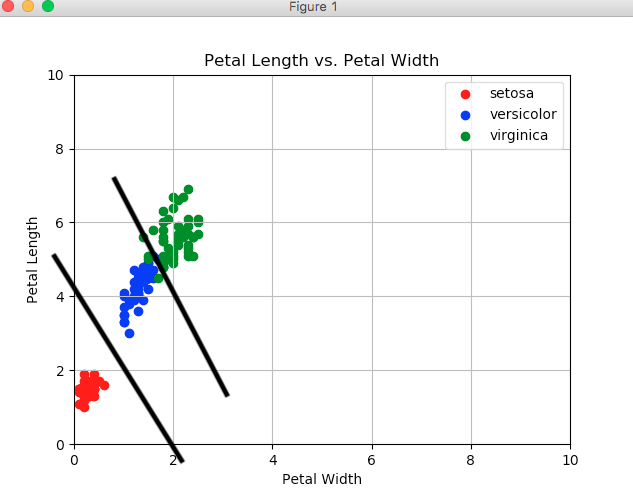 Figure 1
Petal Length vs. Petal Width
setosa
versicolor
virginica
10
8
6
4
2
0
Petal Length
0 2 4 6 8 10
Petal Width